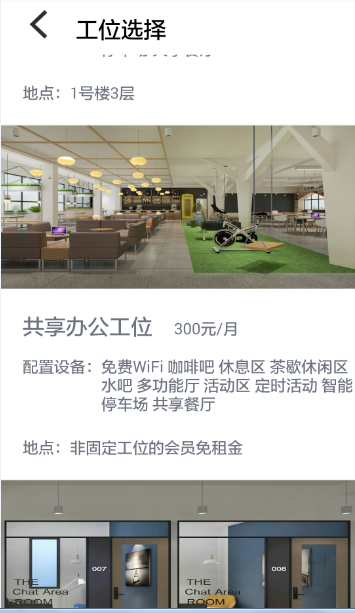 工位选择
地点：1号楼3层
共享办公工位 300元/月
配置设备：免费WiFi 咖啡吧 休息区 茶歇休闲区
水吧 多功能厅 活动区 定时活动 智能
停车场 共享餐厅
地点：非固定工位的会员免租金
THE
Chat Area
ROOM
007
THE
Chat Area
ROOM
006